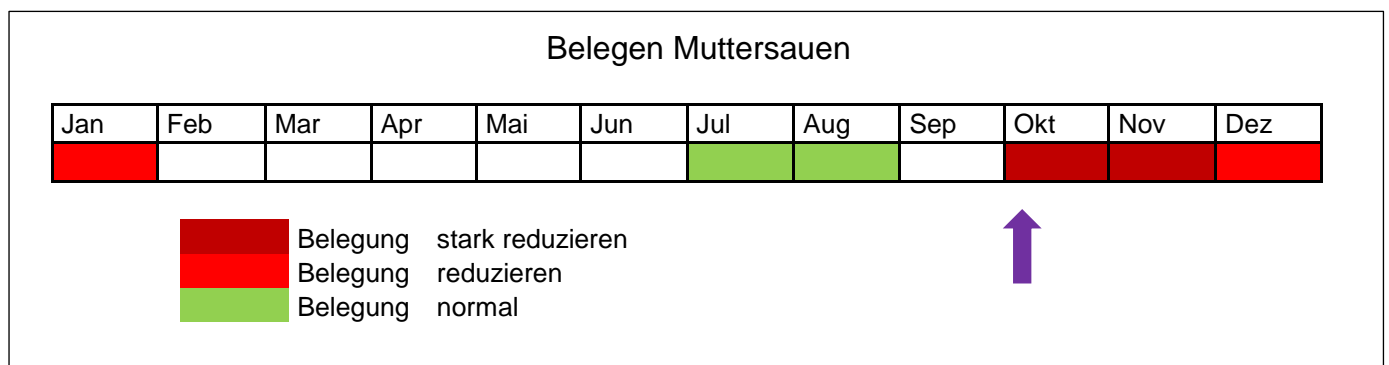 Belegen Muttersauen
Jan Feb Mar Apr Mai Jun Jul Aug Sep Okt Nov Dez
Belegung stark reduzieren
Belegung reduzieren
Belegung normal